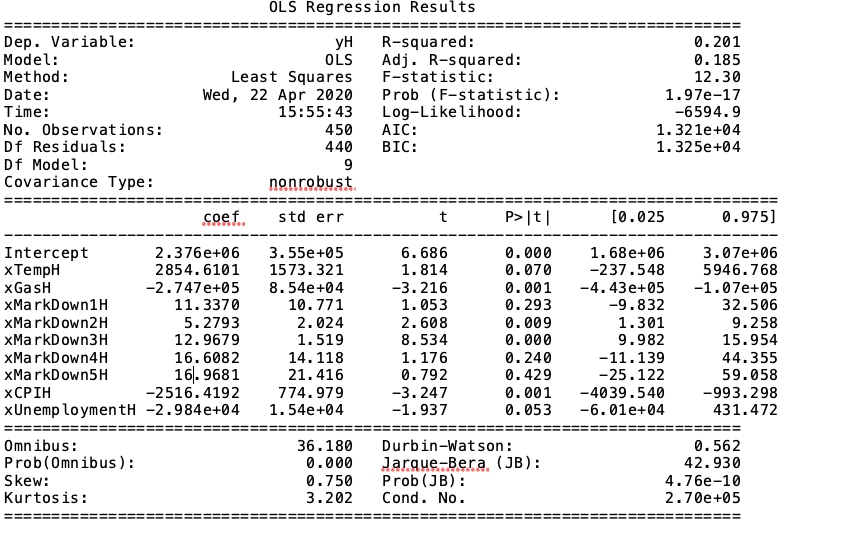 OLS Regression Results
==============================================================================
Dep. Variable: yH R-squared: 0.201
Model: OLS Adj. R-squared: 0.185
Method: Least Squares F-statistic: 12.30
Date: Wed, 22 Apr 2020 Prob (F-statistic): 1.97e-17
Time: 15:55:43 Log-Likelihood: -6594.9
No. Observations: 450 AIC: 1.321e+04
Df Residuals: 440 BIC: 1.325e+04
Df Model: 9
Covariance Type: nonrobust
==================================================================================
coef std err t P>|t| [0.025 0.975]
----------------------------------------------------------------------------------
Intercept 2.376e+06 3.55e+05 6.686 0.000 1.68e+06 3.07e+06
xTempH 2854.6101 1573.321 1.814 0.070 -237.548 5946.768
xGasH -2.747e+05 8.54e+04 -3.216 0.001 -4.43e+05 -1.07e+05
xMarkDown1H 11.3370 10.771 1.053 0.293 -9.832 32.506
xMarkDown2H 5.2793 2.024 2.608 0.009 1.301 9.258
xMarkDown3H 12.9679 1.519 8.534 0.000 9.982 15.954
xMarkDown4H 16.6082 14.118 1.176 0.240 -11.139 44.355
xMarkDown5H 16.9681 21.416 0.792 0.429 -25.122 59.058
xCPIH -2516.4192 774.979 -3.247 0.001 -4039.540 -993.298
xUnemploymentH -2.984e+04 1.54e+04 -1.937 0.053 -6.01e+04 431.472
==============================================================================
Omnibus: 36.180 Durbin-Watson: 0.562
Prob(Omnibus): 0.000 Jarque-Bera (JB): 42.930
Skew: 0.750 Prob(JB): 4.76e-10
Kurtosis: 3.202 Cond. No. 2.70e+05
==============================================================================